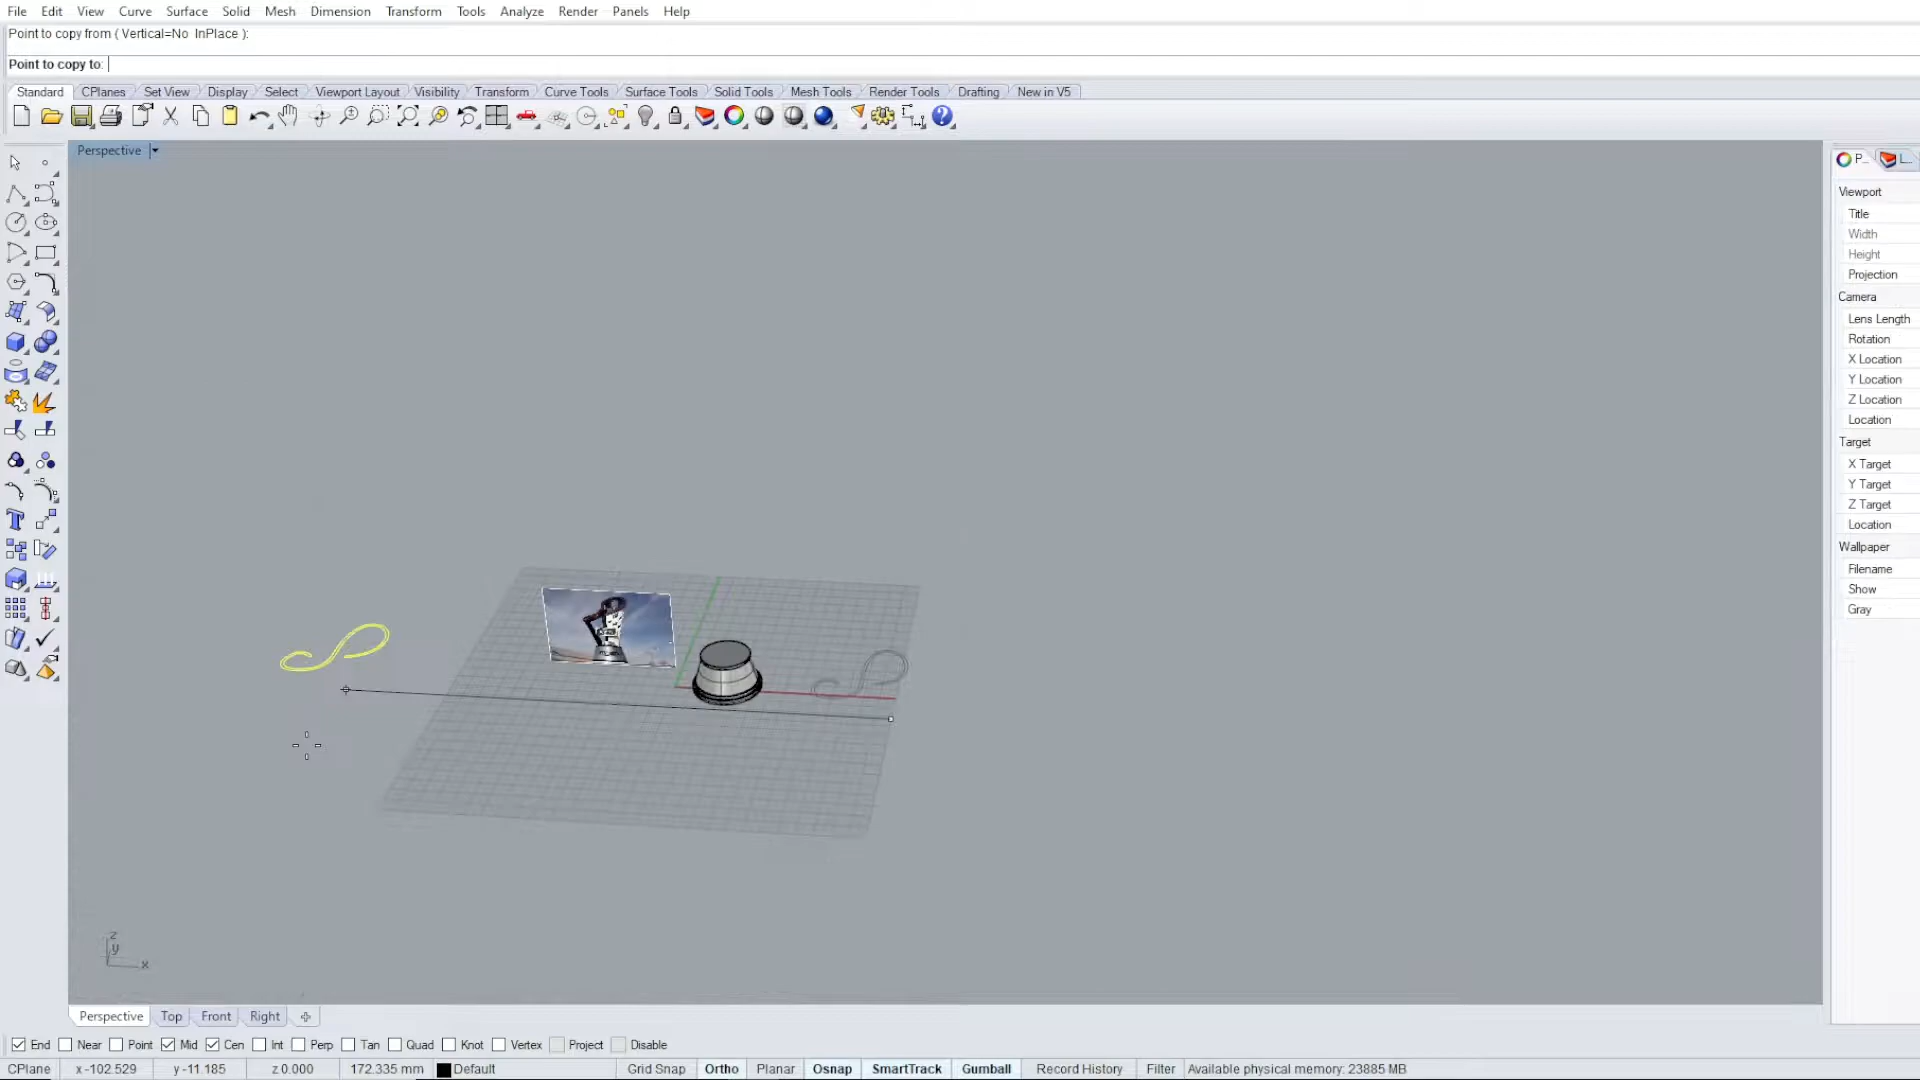 File Edit View Curve Surface Solid Mesh Dimension Transform Tools Analyze Render Panels Help
Point to copy from ( Vertical=No InPlace ):
Point to copy to:
Standard CPlanes Set View Display Select Viewport Layout Visibility Transform Curve Tools Surface Tools Solid Tools Mesh Tools Render Tools Drafting New in V5
Perspective
P... L...
Viewport
Title
Width
Height
Projection
Camera
Lens Length
Rotation
X Location
Y Location
Z Location
Location
Target
X Target
Y Target
Z Target
Location
Wallpaper
Filename
Show
Gray
z
y
x
Perspective Top Front Right
End Near Point Mid Cen Int Perp Tan Quad Knot Vertex Project Disable
CPlane x -102.529 y -11.185 z 0.000 172.335 mm Default Grid Snap Ortho Planar Osnap SmartTrack Gumball Record History Filter Available physical memory: 23885 MB